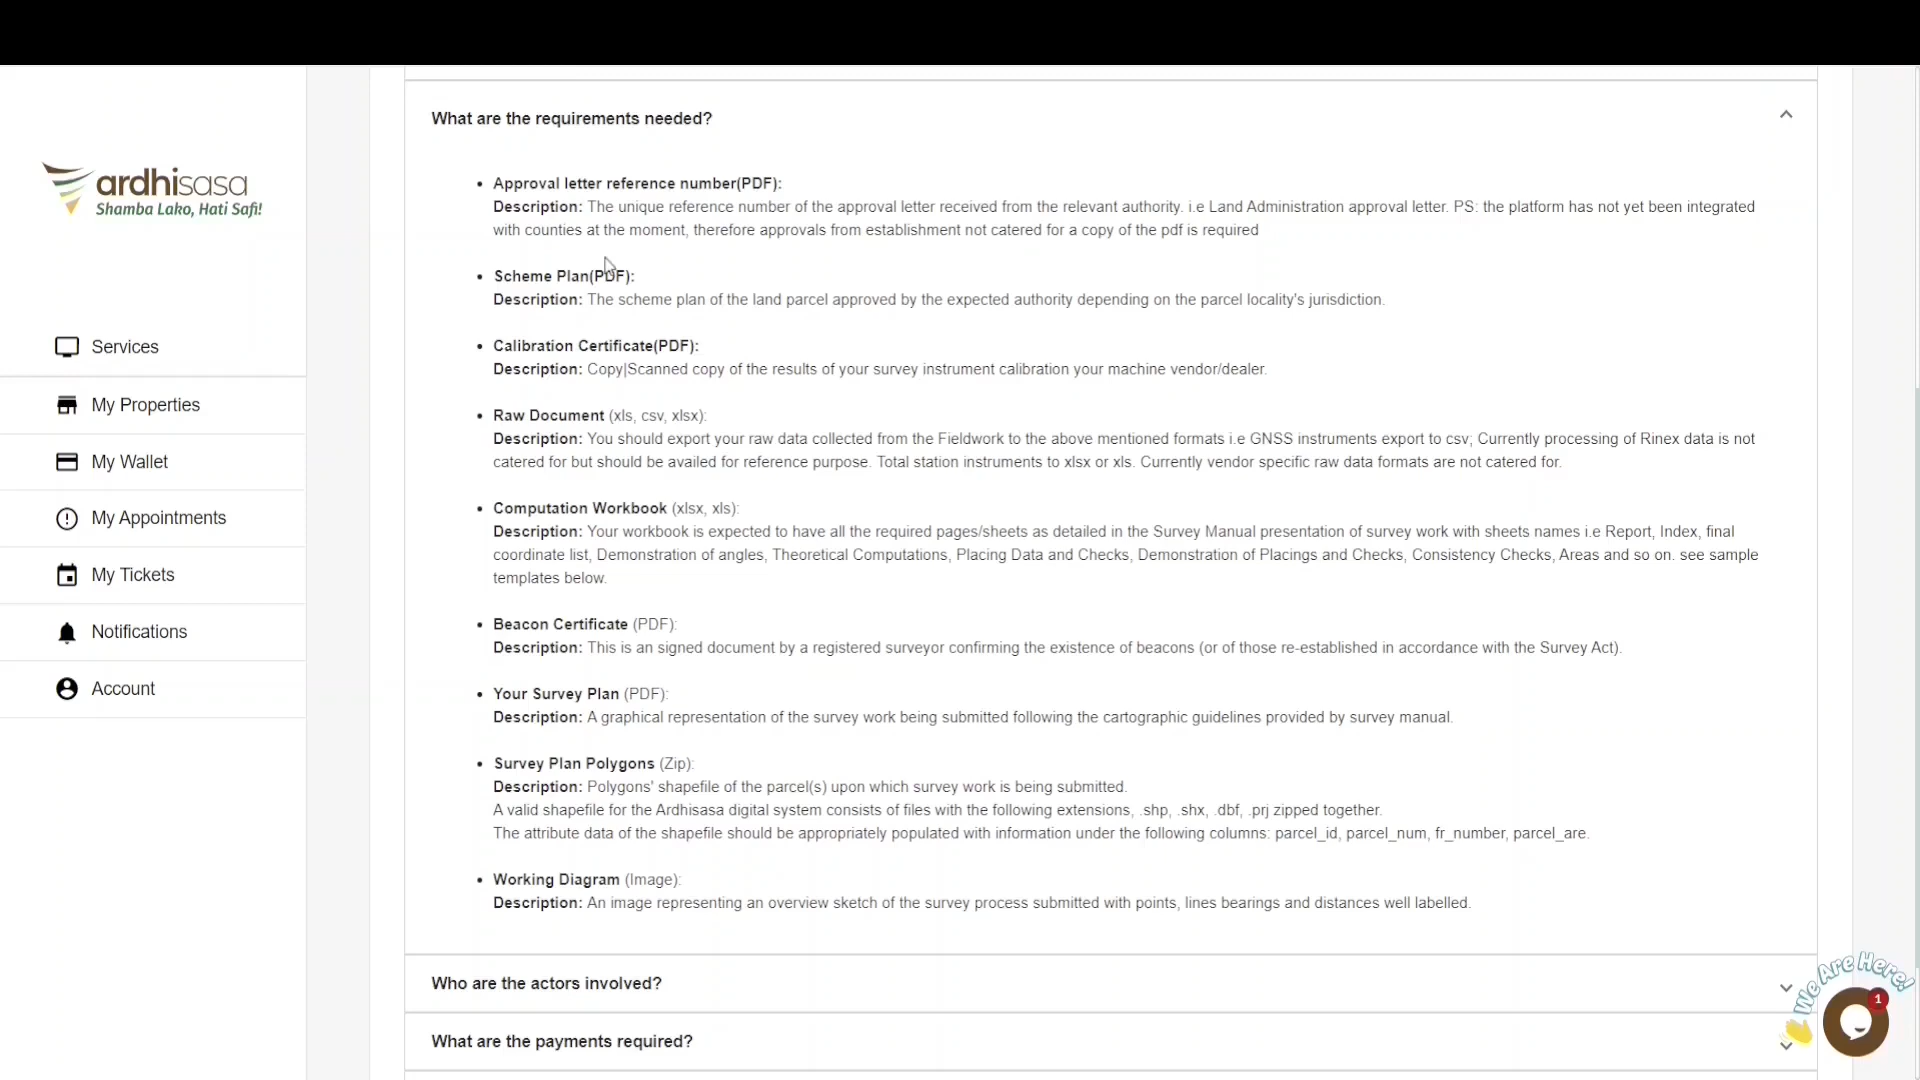 ardhisasa
Shamba Lako, Hati Safi!
Services
My Properties
My Wallet
My Appointments
My Tickets
Notifications
Account
What are the requirements needed?
Approval letter reference number(PDF):
Description: The unique reference number of the approval letter received from the relevant authority. i.e Land Administration approval letter. PS: the platform has not yet been integrated
with counties at the moment, therefore approvals from establishment not catered for a copy of the pdf is required
Scheme Plan(PDF):
Description: The scheme plan of the land parcel approved by the expected authority depending on the parcel locality's jurisdiction.
Calibration Certificate(PDF):
Description: Copy|Scanned copy of the results of your survey instrument calibration your machine vendor/dealer.
Raw Document (xls, csv, xlsx):
Description: You should export your raw data collected from the Fieldwork to the above mentioned formats i.e GNSS instruments export to csv; Currently processing of Rinex data is not
catered for but should be availed for reference purpose. Total station instruments to xlsx or xls. Currently vendor specific raw data formats are not catered for.
Computation Workbook (xlsx, xls):
Description: Your workbook is expected to have all the required pages/sheets as detailed in the Survey Manual presentation of survey work with sheets names i.e Report, Index, final
coordinate list, Demonstration of angles, Theoretical Computations, Placing Data and Checks, Demonstration of Placings and Checks, Consistency Checks, Areas and so on. see sample
templates below.
Beacon Certificate (PDF):
Description: This is an signed document by a registered surveyor confirming the existence of beacons (or of those re-established in accordance with the Survey Act).
Your Survey Plan (PDF):
Description: A graphical representation of the survey work being submitted following the cartographic guidelines provided by survey manual.
Survey Plan Polygons (Zip):
Description: Polygons' shapefile of the parcel(s) upon which survey work is being submitted.
A valid shapefile for the Ardhisasa digital system consists of files with the following extensions, .shp, .shx, .dbf, .prj zipped together.
The attribute data of the shapefile should be appropriately populated with information under the following columns: parcel_id, parcel_num, fr_number, parcel_are.
Working Diagram (Image):
Description: An image representing an overview sketch of the survey process submitted with points, lines bearings and distances well labelled.
Who are the actors involved?
What are the payments required?
We Are Here!
1